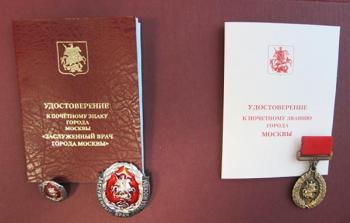 УДОСТОВЕРЕНИЕ
К ПОЧЁТНОМУ ЗНАКУ
ГОРОДА
МОСКВЫ
«ЗАСЛУЖЕННЫЙ ВРАЧ
ГОРОДА МОСКВЫ»
УДОСТОВЕРЕНИЕ
К ПОЧЕТНОМУ ЗВАНИЮ
ГОРОДА
МОСКВЫ